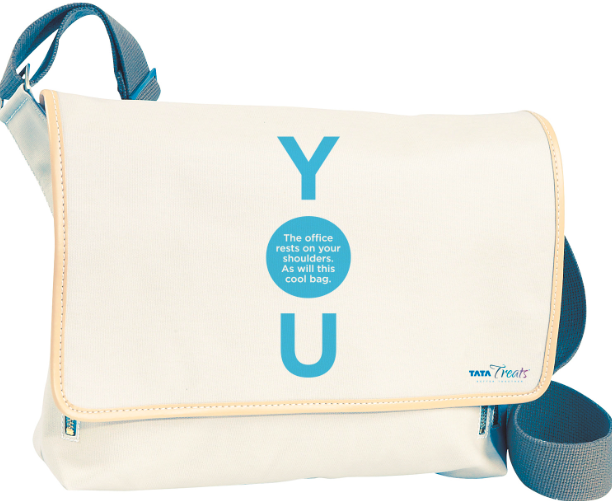 Y
O
The office
rests on your
shoulders.
As will this
cool bag.
U
TATA Treats